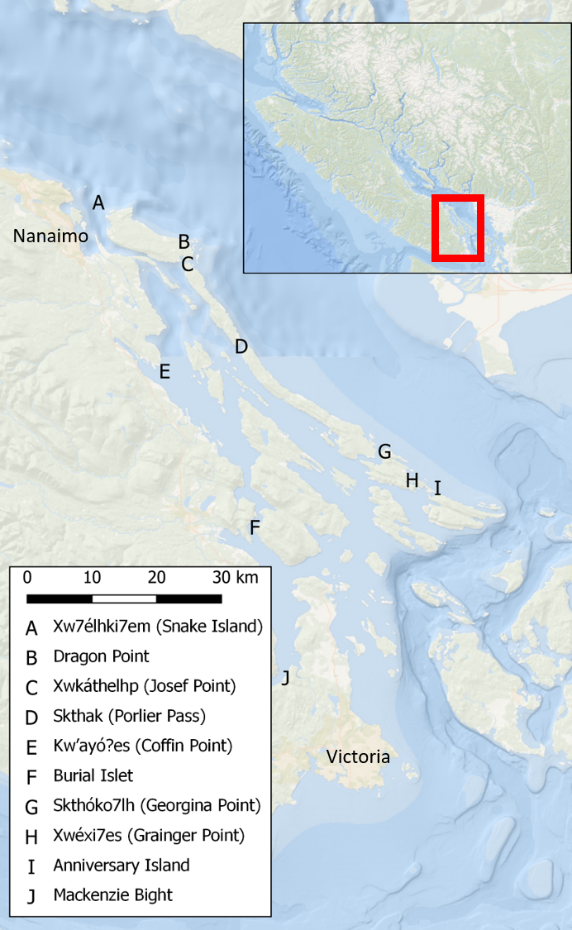 A
Nanaimo
B
C
D
E
G
H
I
F
0 10 20 30 km
A Xw7élhki7em (Snake Island)
B Dragon Point
C Xwkáthelhp (Josef Point)
D Skthak (Porlier Pass)
E Kw'ayó?es (Coffin Point)
F Burial Islet
G Skthóko7lh (Georgina Point)
H Xwéxi7es (Grainger Point)
I Anniversary Island
J Mackenzie Bight
J
Victoria